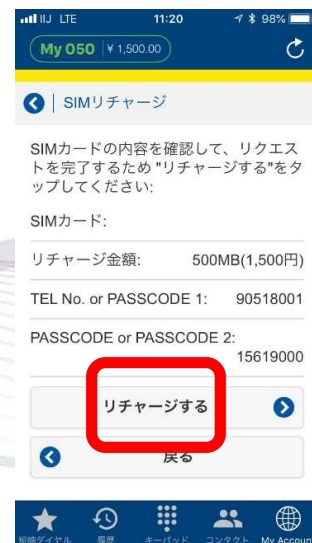 IIJ LTE 11:20 98%
My 050 ¥ 1,500.00
SIMリチャージ
SIMカードの内容を確認して、リクエス
トを完了するため "リチャージする"をタ
ップしてください:
SIMカード:
リチャージ金額: 500MB(1,500円)
TEL No. or PASSCODE 1: 90518001
PASSCODE or PASSCODE 2:
15619000
リチャージする
戻る
短縮ダイヤル 履歴 キーパッド コンタクト My Account